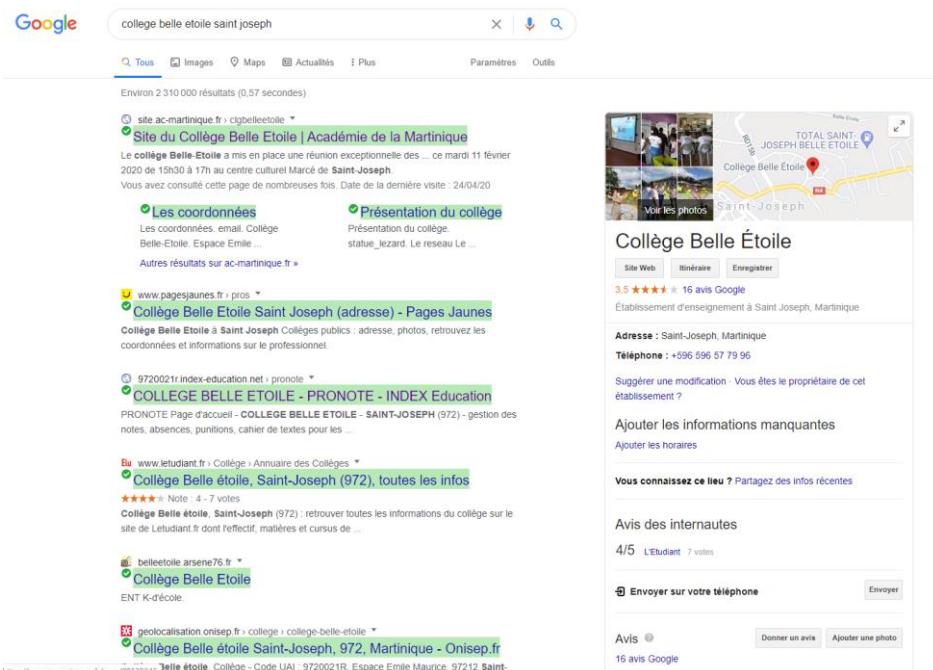 Google
college belle etoile saint joseph
Tous Images Maps Actualités Plus Paramètres Outils
Environ 2 310 000 résultats (0,57 secondes)
site.ac-martinique.fr › clgbelleetoile
Site du Collège Belle Etoile | Académie de la Martinique
Le collège Belle-Etoile a mis en place une réunion exceptionnelle des ... ce mardi 11 février
2020 de 15h30 à 17h au centre culturel Marcé de Saint-Joseph.
Vous avez consulté cette page de nombreuses fois. Date de la dernière visite : 24/04/20
Les coordonnées
Les coordonnées. email. Collège
Belle-Etoile. Espace Emile ...
Présentation du collège
Présentation du collège.
statue_lezard. Le reseau Le ...
Autres résultats sur ac-martinique.fr »
www.pagesjaunes.fr › pros
Collège Belle Etoile Saint Joseph (adresse) - Pages Jaunes
Collège Belle Etoile à Saint Joseph Collèges publics : adresse, photos, retrouvez les
coordonnées et informations sur le professionnel.
9720021r.index-education.net › pronote
COLLEGE BELLE ETOILE - PRONOTE - INDEX Education
PRONOTE Page d'accueil - COLLEGE BELLE ETOILE - SAINT-JOSEPH (972) - gestion des
notes, absences, punitions, cahier de textes pour les ...
www.letudiant.fr › Collège › Annuaire des Collèges
Collège Belle étoile, Saint-Joseph (972), toutes les infos
Note : 4 - 7 votes
Collège Belle étoile, Saint-Joseph (972) : retrouver toutes les informations du collège sur le
site de Letudiant.fr dont l'effectif, matières et cursus de ...
belleetoile.arsene76.fr
Collège Belle Etoile
ENT K-d'école.
geolocalisation.onisep.fr › college › college-belle-etoile
Collège Belle étoile Saint-Joseph, 972, Martinique - Onisep.fr
Belle étoile. Collège - Code UAI : 9720021R. Espace Emile Maurice. 97212 Saint-
Voir les photos
TOTAL SAINT-
JOSEPH BELLE ETOILE
Collège Belle Étoile
Saint-Joseph
Collège Belle Étoile
Site Web Itinéraire Enregistrer
3,5 16 avis Google
Établissement d'enseignement à Saint Joseph, Martinique
Adresse : Saint-Joseph, Martinique
Téléphone : +596 596 57 79 96
Suggérer une modification · Vous êtes le propriétaire de cet
établissement ?
Ajouter les informations manquantes
Ajouter les horaires
Vous connaissez ce lieu ? Partagez des infos récentes
Avis des internautes
4/5 L'Etudiant · 7 votes
Envoyer sur votre téléphone Envoyer
Avis Donner un avis Ajouter une photo
16 avis Google